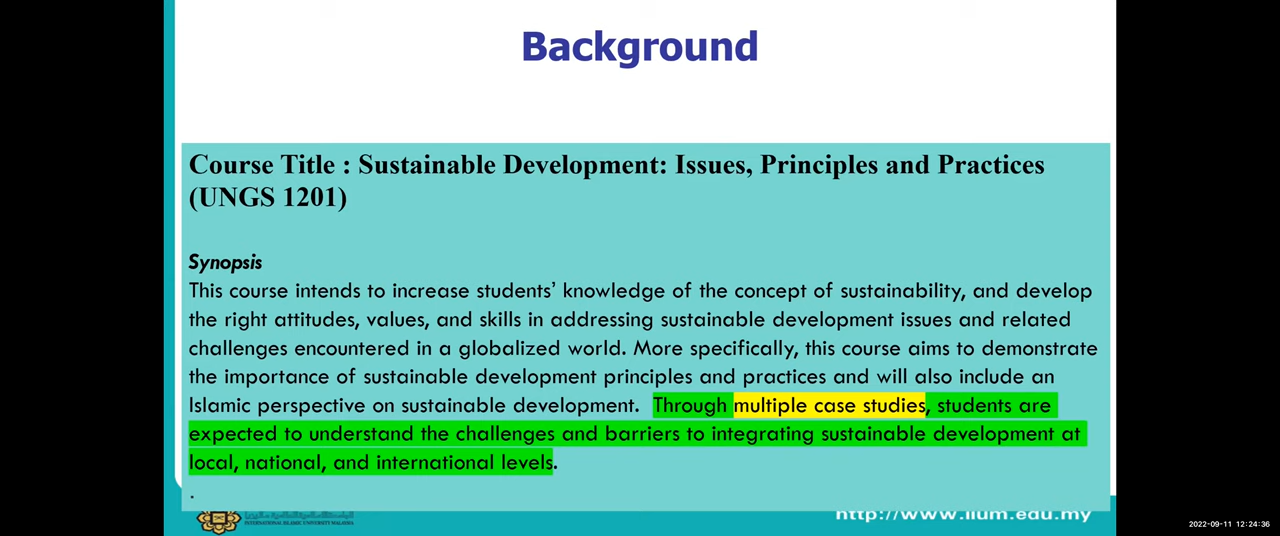 Background
Course Title : Sustainable Development: Issues, Principles and Practices
(UNGS 1201)
Synopsis
This course intends to increase students’ knowledge of the concept of sustainability, and develop
the right attitudes, values, and skills in addressing sustainable development issues and related
challenges encountered in a globalized world. More specifically, this course aims to demonstrate
the importance of sustainable development principles and practices and will also include an
Islamic perspective on sustainable development. Through multiple case studies, students are
expected to understand the challenges and barriers to integrating sustainable development at
local, national, and international levels.
.
INTERNATIONAL ISLAMIC UNIVERSITY MALAYSIA
http://www.iium.edu.my
2022-09-11 12:24:36